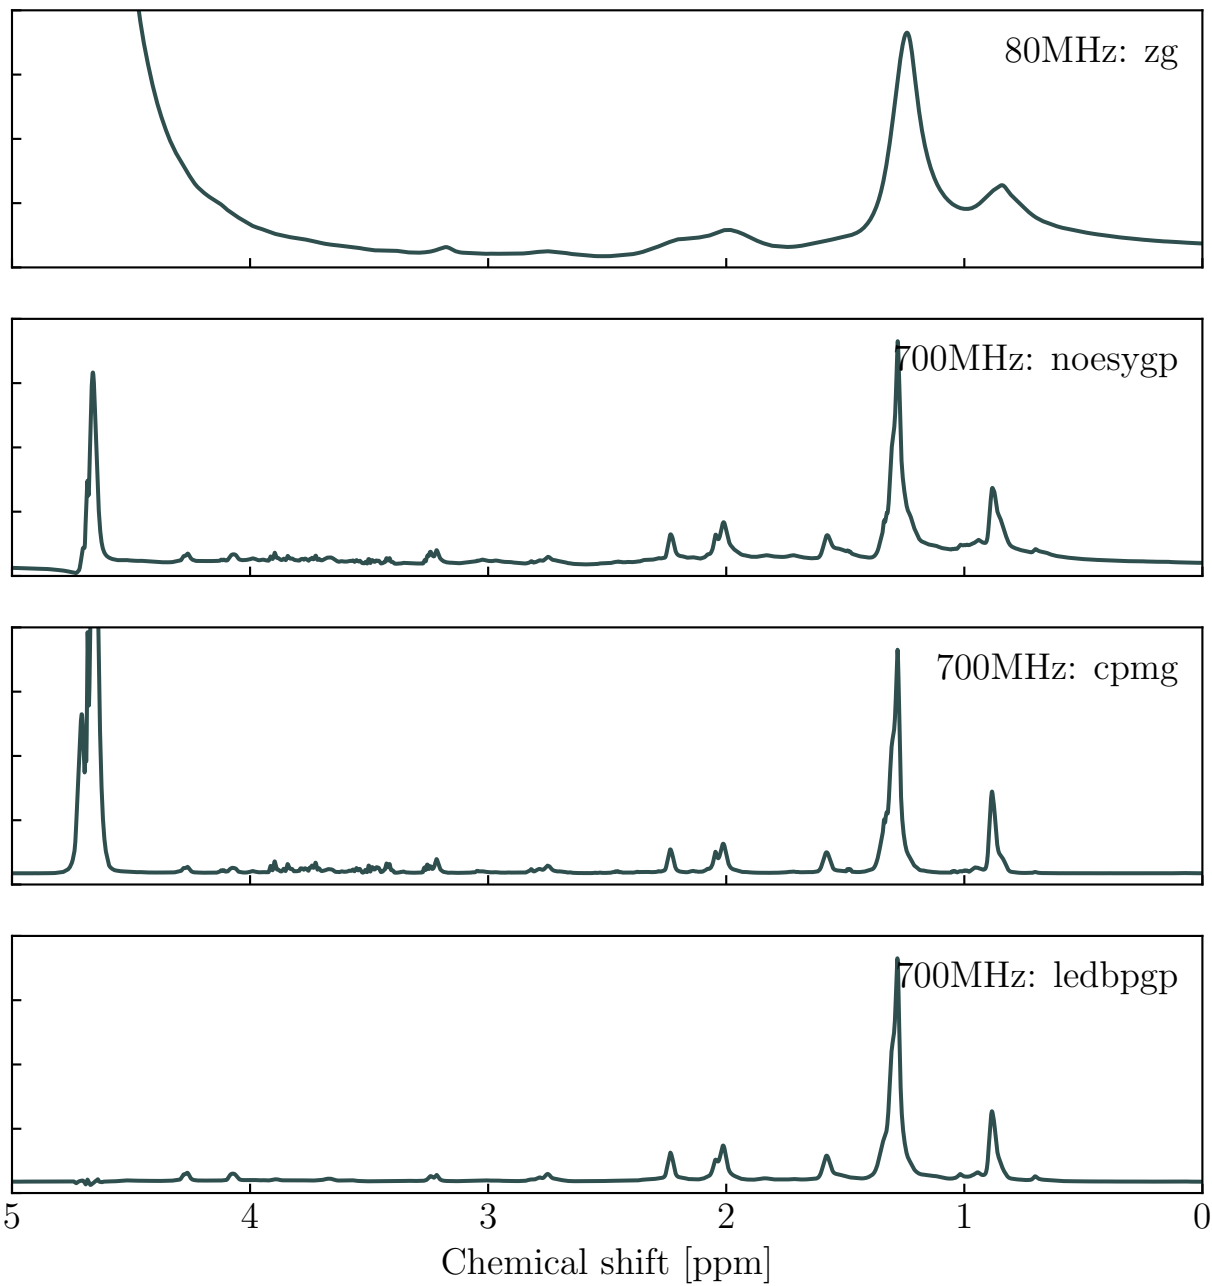 80MHz: zg
700MHz: noesygp
700MHz: cpmg
700MHz: ledbpgp
5 4 3 2 1 0
Chemical shift [ppm]